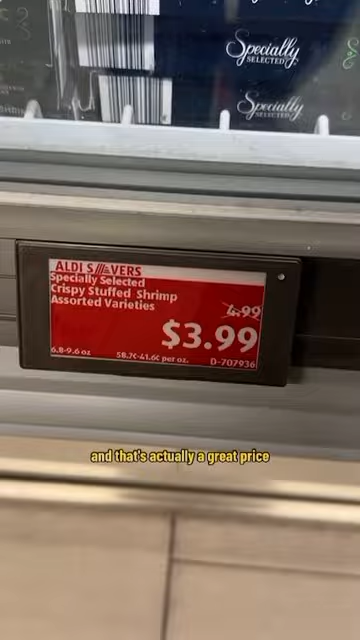 Specially
SELECTED
Specially
SELECTED
ALDI SAVERS
Specially Selected
Crispy Stuffed Shrimp
Assorted Varieties
4.99
$3.99
6.8-9.6 oz
58.7¢-41.6¢ per oz.
D-707936
and that's actually a great price